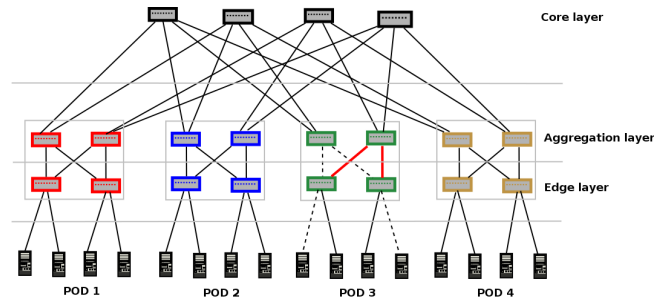 Core layer
Aggregation layer
Edge layer
POD 1
POD 2
POD 3
POD 4